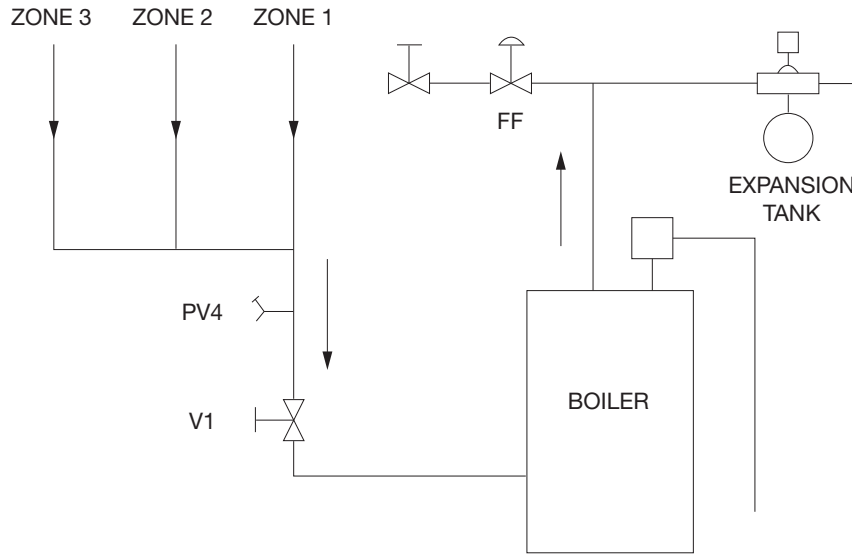 ZONE 3
ZONE 2
ZONE 1
FF
EXPANSION
TANK
PV4
V1
BOILER